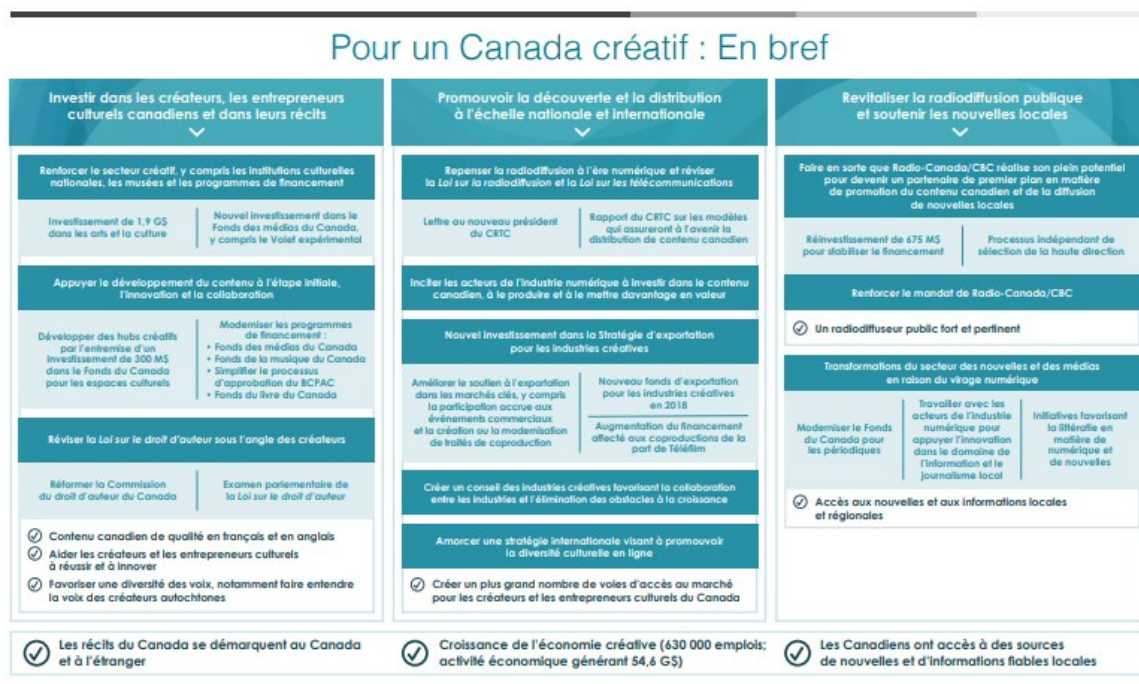 Pour un Canada créatif : En bref
Investir dans les créateurs, les entrepreneurs
culturels canadiens et dans leurs récits
Renforcer le secteur créatif, y compris les institutions culturelles
nationales, les musées et les programmes de financement
Investissement de 1,9 G$
dans les arts et la culture
Nouvel investissement dans le
Fonds des médias du Canada,
y compris le Volet expérimental
Appuyer le développement du contenu à l'étape initiale,
l'innovation et la collaboration
Développer des hubs créatifs
par l'entremise d'un
investissement de 300 M$
dans le Fonds du Canada
pour les espaces culturels
Moderniser les programmes
de financement :
• Fonds des médias du Canada
• Fonds de la musique du Canada
• Simplifier le processus
d'approbation du BCPAC
• Fonds du livre du Canada
Réviser la Loi sur le droit d'auteur sous l'angle des créateurs
Réformer la Commission
du droit d'auteur du Canada
Examen parlementaire de
la Loi sur le droit d'auteur
Contenu canadien de qualité en français et en anglais
Aider les créateurs et les entrepreneurs culturels
à réussir et à innover
Favoriser une diversité des voix, notamment faire entendre
la voix des créateurs autochtones
Promouvoir la découverte et la distribution
à l'échelle nationale et internationale
Repenser la radiodiffusion à l'ère numérique et réviser
la Loi sur la radiodiffusion et la Loi sur les télécommunications
Lettre au nouveau président
du CRTC
Rapport du CRTC sur les modèles
qui assureront à l'avenir la
distribution de contenu canadien
Inciter les acteurs de l'industrie numérique à investir dans le contenu
canadien, à le produire et à le mettre davantage en valeur
Nouvel investissement dans la Stratégie d'exportation
pour les industries créatives
Améliorer le soutien à l'exportation
dans les marchés clés, y compris
la participation accrue aux
événements commerciaux
et la création ou la modernisation
de traités de coproduction
Nouveau fonds d'exportation
pour les industries créatives
en 2018
Augmentation du financement
affecté aux coproductions de la
part de Téléfilm
Créer un conseil des industries créatives favorisant la collaboration
entre les industries et l'élimination des obstacles à la croissance
Amorcer une stratégie internationale visant à promouvoir
la diversité culturelle en ligne
Créer un plus grand nombre de voies d'accès au marché
pour les créateurs et les entrepreneurs culturels du Canada
Revitaliser la radiodiffusion publique
et soutenir les nouvelles locales
Faire en sorte que Radio-Canada/CBC réalise son plein potentiel
pour devenir un partenaire de premier plan en matière
de promotion du contenu canadien et de la diffusion
de nouvelles locales
Réinvestissement de 675 M$
pour stabiliser le financement
Processus indépendant de
sélection de la haute direction
Renforcer le mandat de Radio-Canada/CBC
Un radiodiffuseur public fort et pertinent
Transformations du secteur des nouvelles et des médias
en raison du virage numérique
Moderniser le Fonds
du Canada pour
les périodiques
Travailler avec les
acteurs de l'industrie
numérique pour
appuyer l'innovation
dans le domaine de
l'information et le
journalisme local
Initiatives favorisant
la littératie en
matière de
numérique et
de nouvelles
Accès aux nouvelles et aux informations locales
et régionales
Les récits du Canada se démarquent au Canada
et à l'étranger
Croissance de l'économie créative (630 000 emplois;
activité économique générant 54,6 G$)
Les Canadiens ont accès à des sources
de nouvelles et d'informations fiables locales